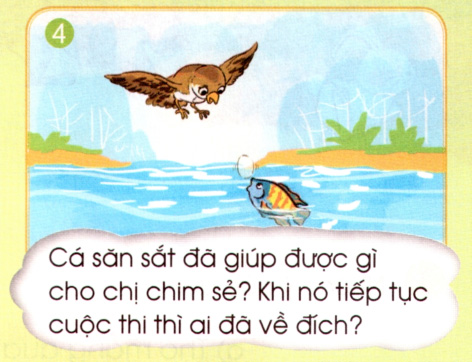 4
Cá săn sắt đã giúp được gì
cho chị chim sẻ? Khi nó tiếp tục
cuộc thi thì ai đã về đích?